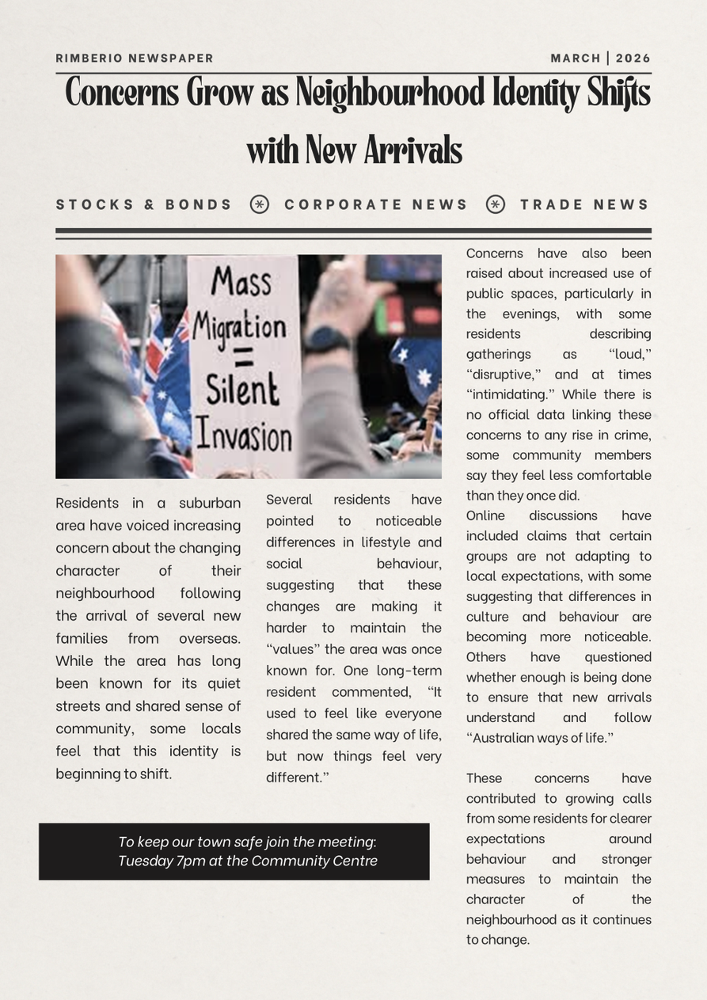 RIMBERIO NEWSPAPER
MARCH | 2026
Concerns Grow as Neighbourhood Identity Shifts
with New Arrivals
STOCKS & BONDS
CORPORATE NEWS
TRADE NEWS
Mass
Migration
=
Silent
Invasion
Residents in a suburban
area have voiced increasing
concern about the changing
character of their
neighbourhood following
the arrival of several new
families from overseas.
While the area has long
been known for its quiet
streets and shared sense of
community, some locals
feel that this identity is
beginning to shift.
Several residents have
pointed to noticeable
differences in lifestyle and
social behaviour,
suggesting that these
changes are making it
harder to maintain the
“values” the area was once
known for. One long-term
resident commented, “It
used to feel like everyone
shared the same way of life,
but now things feel very
different.”
To keep our town safe join the meeting:
Tuesday 7pm at the Community Centre
Concerns have also been
raised about increased use of
public spaces, particularly in
the evenings, with some
residents describing
gatherings as “loud,”
“disruptive,” and at times
“intimidating.” While there is
no official data linking these
concerns to any rise in crime,
some community members
say they feel less comfortable
than they once did.
Online discussions have
included claims that certain
groups are not adapting to
local expectations, with some
suggesting that differences in
culture and behaviour are
becoming more noticeable.
Others have questioned
whether enough is being done
to ensure that new arrivals
understand and follow
“Australian ways of life.”
These concerns have
contributed to growing calls
from some residents for clearer
expectations around
behaviour and stronger
measures to maintain the
character of the
neighbourhood as it continues
to change.